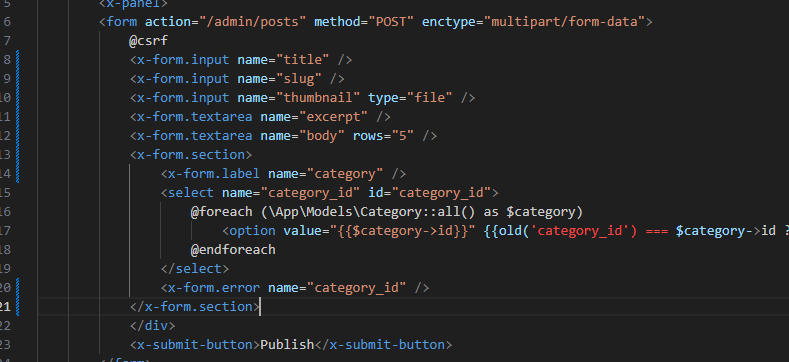 5 <x-panel>
6 <form action="/admin/posts" method="POST" enctype="multipart/form-data">
7 @csrf
8 <x-form.input name="title" />
9 <x-form.input name="slug" />
10 <x-form.input name="thumbnail" type="file" />
11 <x-form.textarea name="excerpt" />
12 <x-form.textarea name="body" rows="5" />
13 <x-form.section>
14 <x-form.label name="category" />
15 <select name="category_id" id="category_id">
16 @foreach (\App\Models\Category::all() as $category)
17 <option value="{{$category->id}}" {{old('category_id') === $category->id ?
18 @endforeach
19 </select>
20 <x-form.error name="category_id" />
21 </x-form.section>
22 </div>
23 <x-submit-button>Publish</x-submit-button>
24 </form>